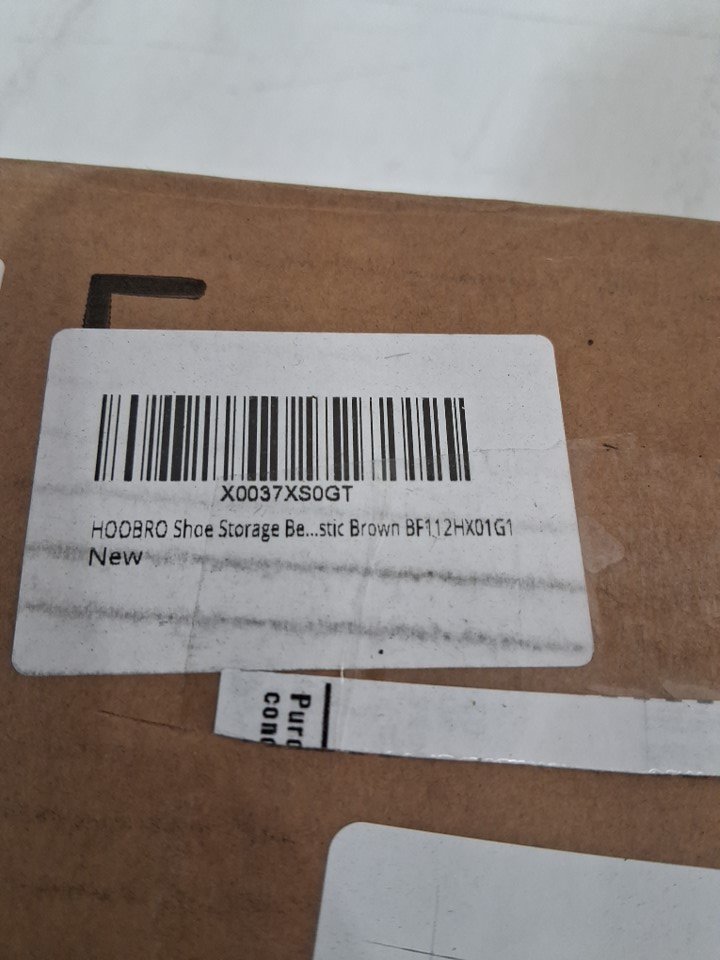 X0037XS0GT
HOOBRO Shoe Storage Be...stic Brown BF112HX01G1
New